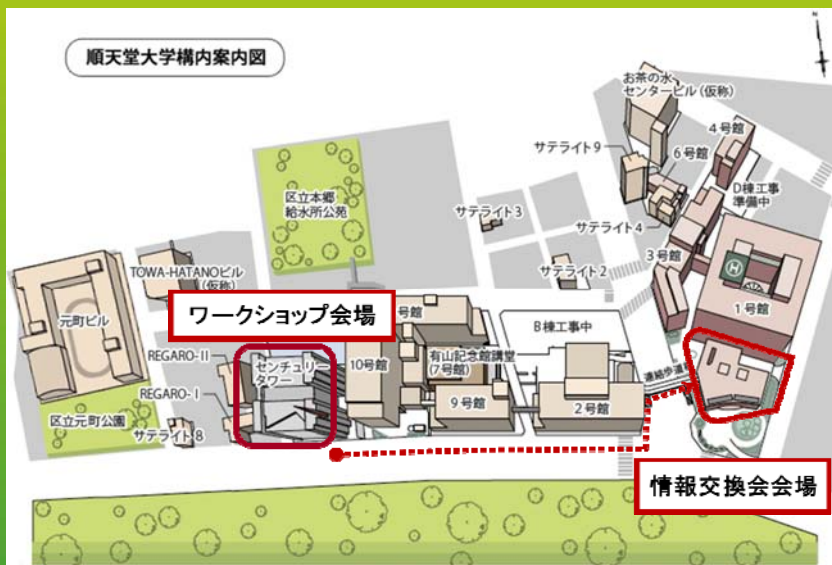 順天堂大学構内案内図
N
お茶の水
センタービル(仮称)
4号館
サテライト9
6号館
D棟工事
準備中
区立本郷
給水所公苑
サテライト3
サテライト4
3号館
TOWA-HATANOビル
(仮称)
サテライト2
H
元町ビル
1号館
ワークショップ会場
号館
B棟工事中
REGARO-II
センチュリー
タワー
10号館
有山記念館講堂
(7号館)
連絡歩道
REGARO-I
9号館
2号館
区立元町公園
サテライト8
情報交換会会場